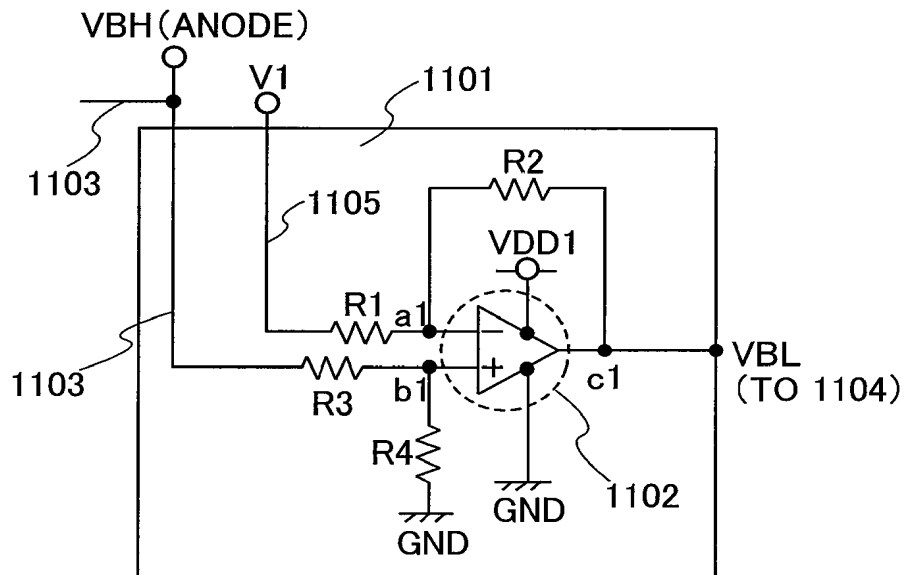 VBH(ANODE)
V1
1101
1103
R2
1105
VDD1
R1
a1
−
1103
R3
b1
+
c1
VBL
(TO 1104)
R4
1102
GND
GND